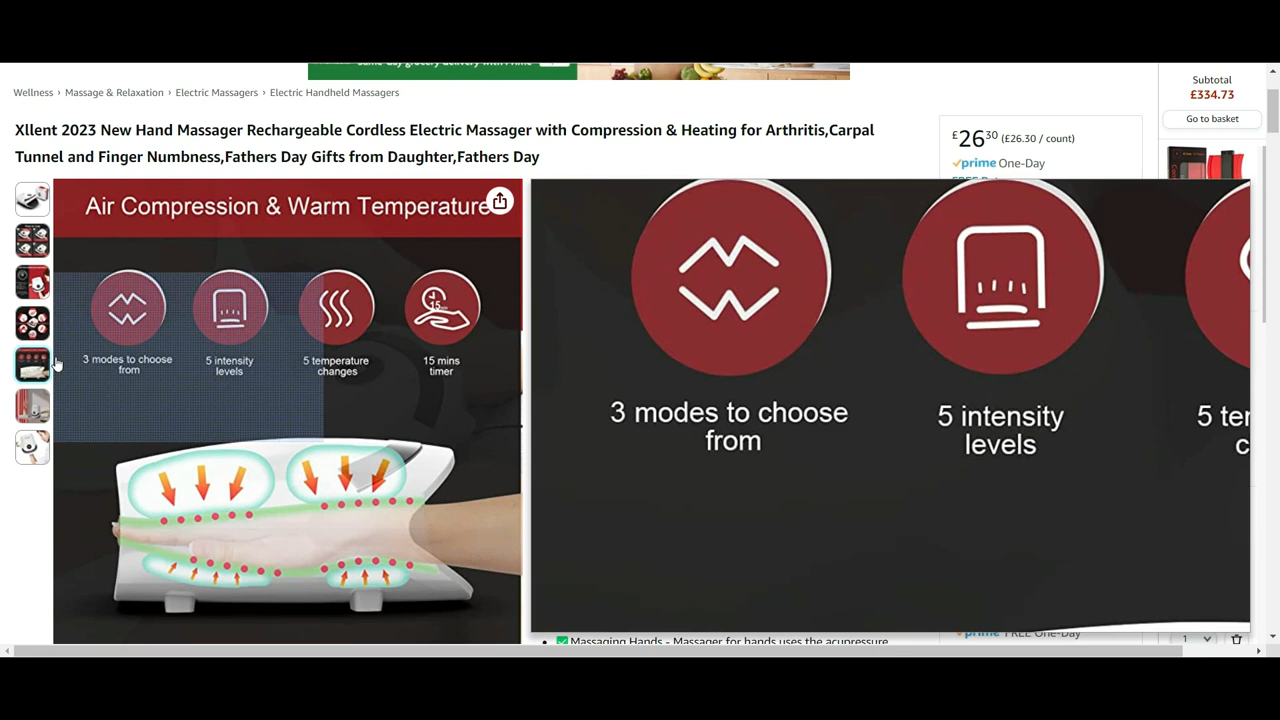 Wellness › Massage & Relaxation › Electric Massagers › Electric Handheld Massagers
Subtotal
£334.73
Go to basket
Xllent 2023 New Hand Massager Rechargeable Cordless Electric Massager with Compression & Heating for Arthritis,Carpal
Tunnel and Finger Numbness,Fathers Day Gifts from Daughter,Fathers Day
£26.30 (£26.30 / count)
prime One-Day
Air Compression & Warm Temperature
15
3 modes to choose
from
5 intensity
levels
5 temperature
changes
15 mins
timer
3 modes to choose
from
5 intensity
levels
5 ter
c
prime FREE One-Day
Massaging Hands - Massager for hands uses the acupressure
1